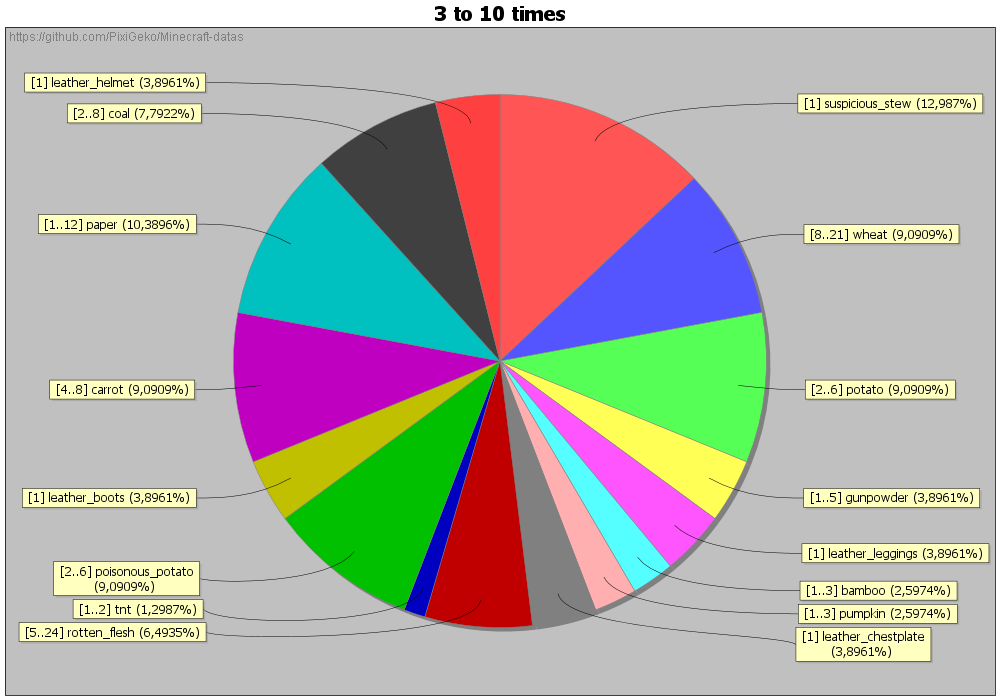 3 to 10 times
https://github.com/PixiGeko/Minecraft-datas
[1] leather_helmet (3,8961%)
[2..8] coal (7,7922%)
[1] suspicious_stew (12,987%)
[1..12] paper (10,3896%)
[8..21] wheat (9,0909%)
[4..8] carrot (9,0909%)
[2..6] potato (9,0909%)
[1] leather_boots (3,8961%)
[1..5] gunpowder (3,8961%)
[1] leather_leggings (3,8961%)
[2..6] poisonous_potato
(9,0909%)
[1..3] bamboo (2,5974%)
[1..2] tnt (1,2987%)
[1..3] pumpkin (2,5974%)
[5..24] rotten_flesh (6,4935%)
[1] leather_chestplate
(3,8961%)